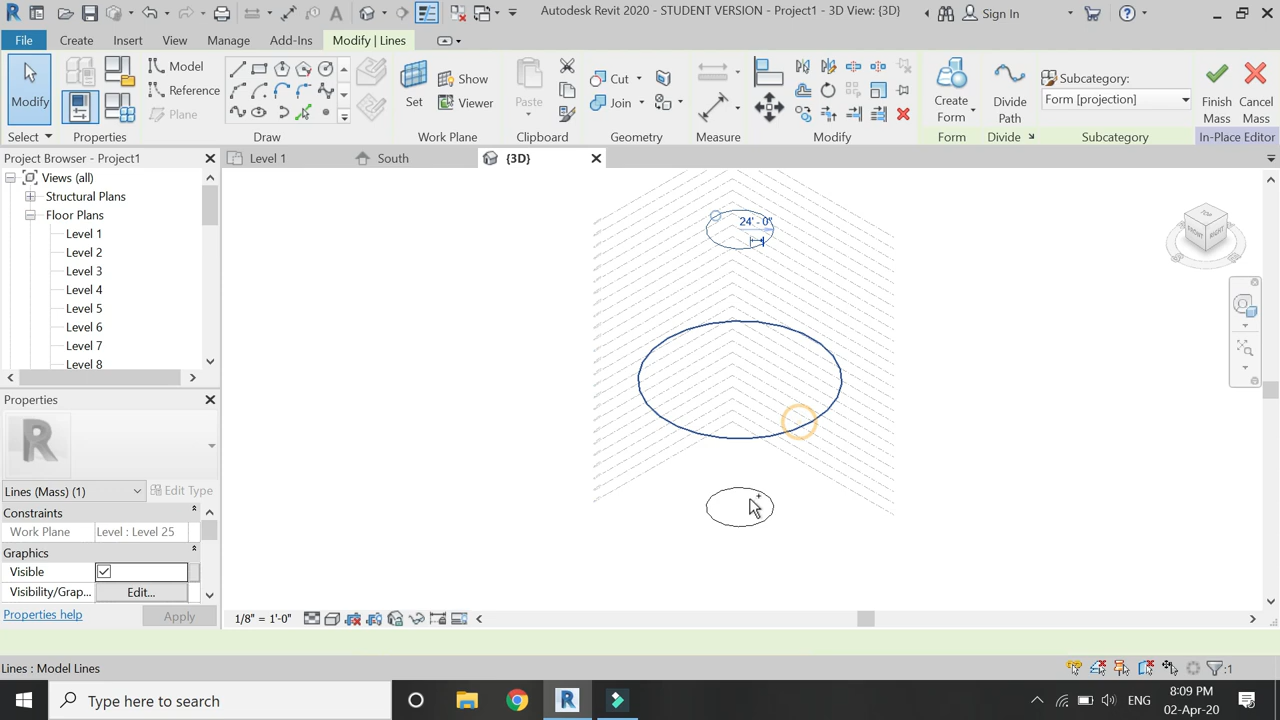 Autodesk Revit 2020 - STUDENT VERSION - Project1 - 3D View: {3D}
Sign In
File
Create
Insert
View
Manage
Add-Ins
Modify | Lines
Modify
Model
Reference
Plane
Set
Show
Viewer
Paste
Cut
Join
Create
Form
Divide
Path
Subcategory:
Form [projection]
Finish
Mass
Cancel
Mass
Select
Properties
Draw
Work Plane
Clipboard
Geometry
Measure
Modify
Form
Divide
Subcategory
In-Place Editor
Project Browser - Project1
Level 1
South
{3D}
Views (all)
Structural Plans
Floor Plans
Level 1
Level 2
Level 3
Level 4
Level 5
Level 6
Level 7
Level 8
24' - 0"
TOP
FRONT
RIGHT
Properties
R
Lines (Mass) (1)
Edit Type
Constraints
Work Plane
Level : Level 25
Graphics
Visible
Visibility/Grap...
Edit...
Properties help
Apply
1/8" = 1'-0"
Lines : Model Lines
:1
Type here to search
ENG
8:09 PM
02-Apr-20